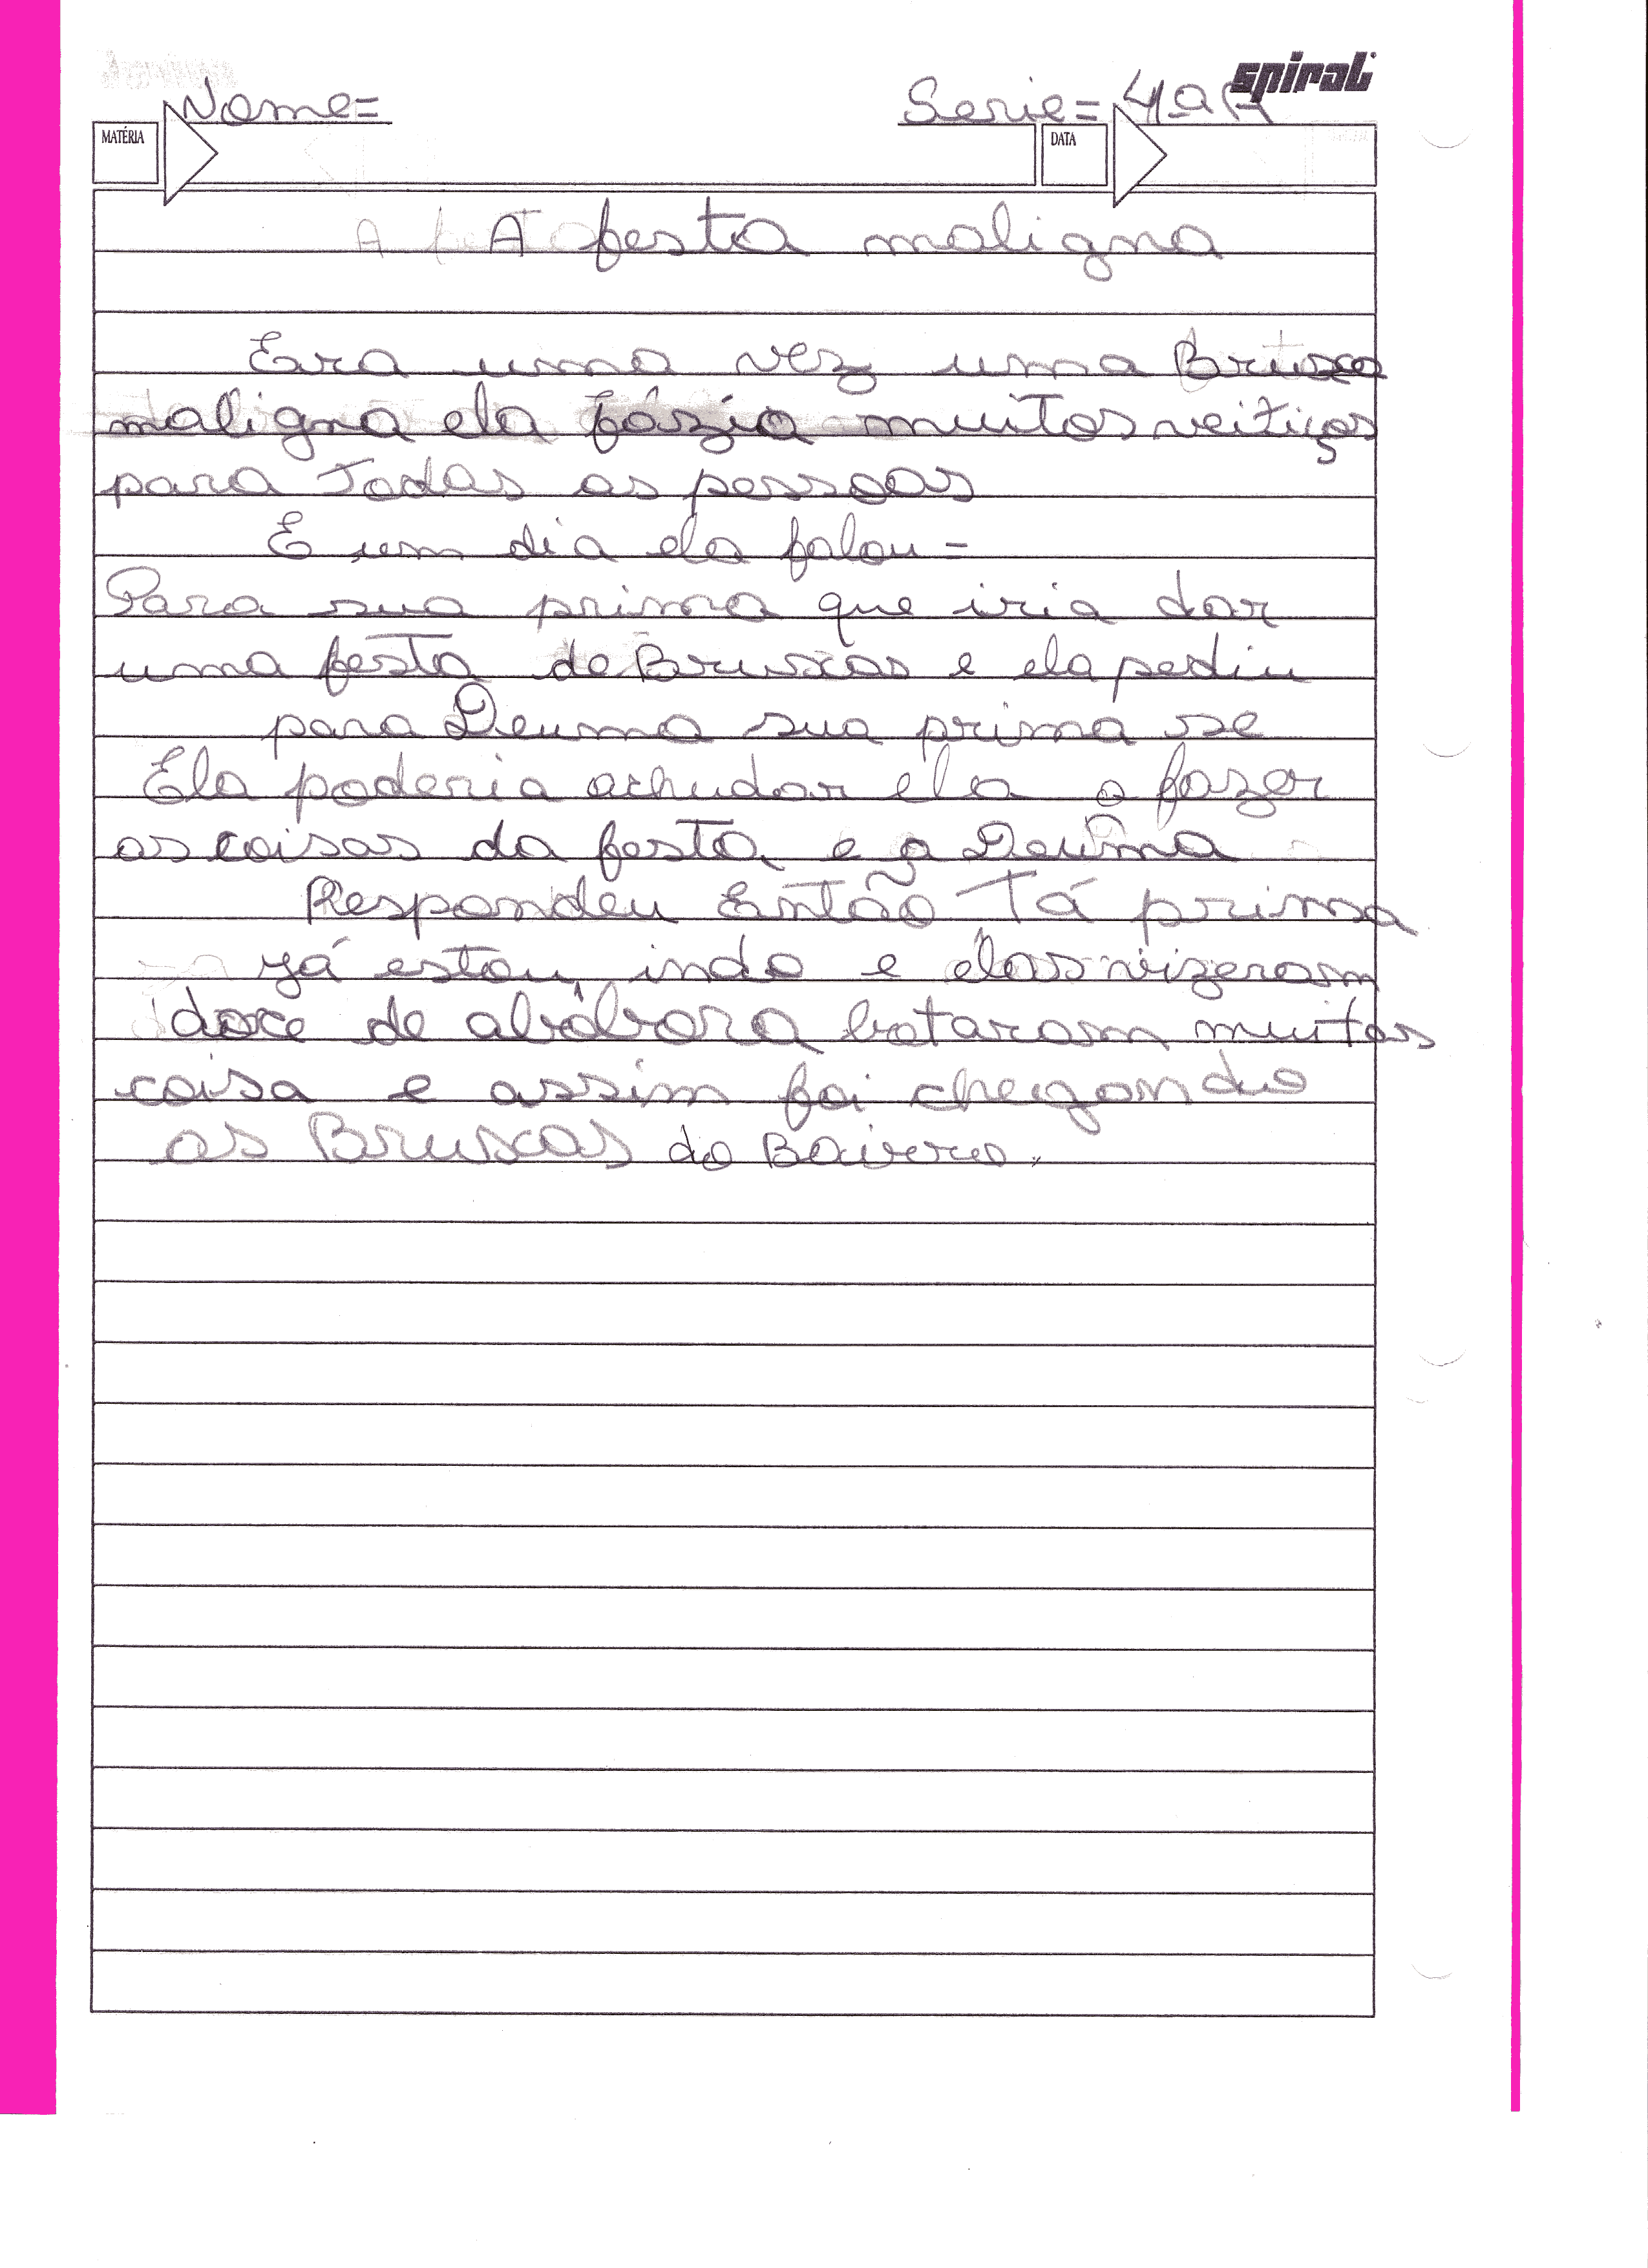 spiral
Nome= Serie= 4ª A
MATÉRIA DATA
A festa maligna
Era uma vez uma Bruxa
maligna ela fázia muitos veitiços
para Todas as pessoas
E um dia ela falou =
Para sua prima que iria dar
uma festa de Bruxas e ela pediu
para Deuma sua prima se
Ela poderia achudar ela a fazer
as coisas da festa e a Deuma
Respondeu Então Tá prima
yá estou indo e elas vizeram
doce de abóbora botaram muitas
coisa e assim foi chegando
as Bruxas do Bairro.